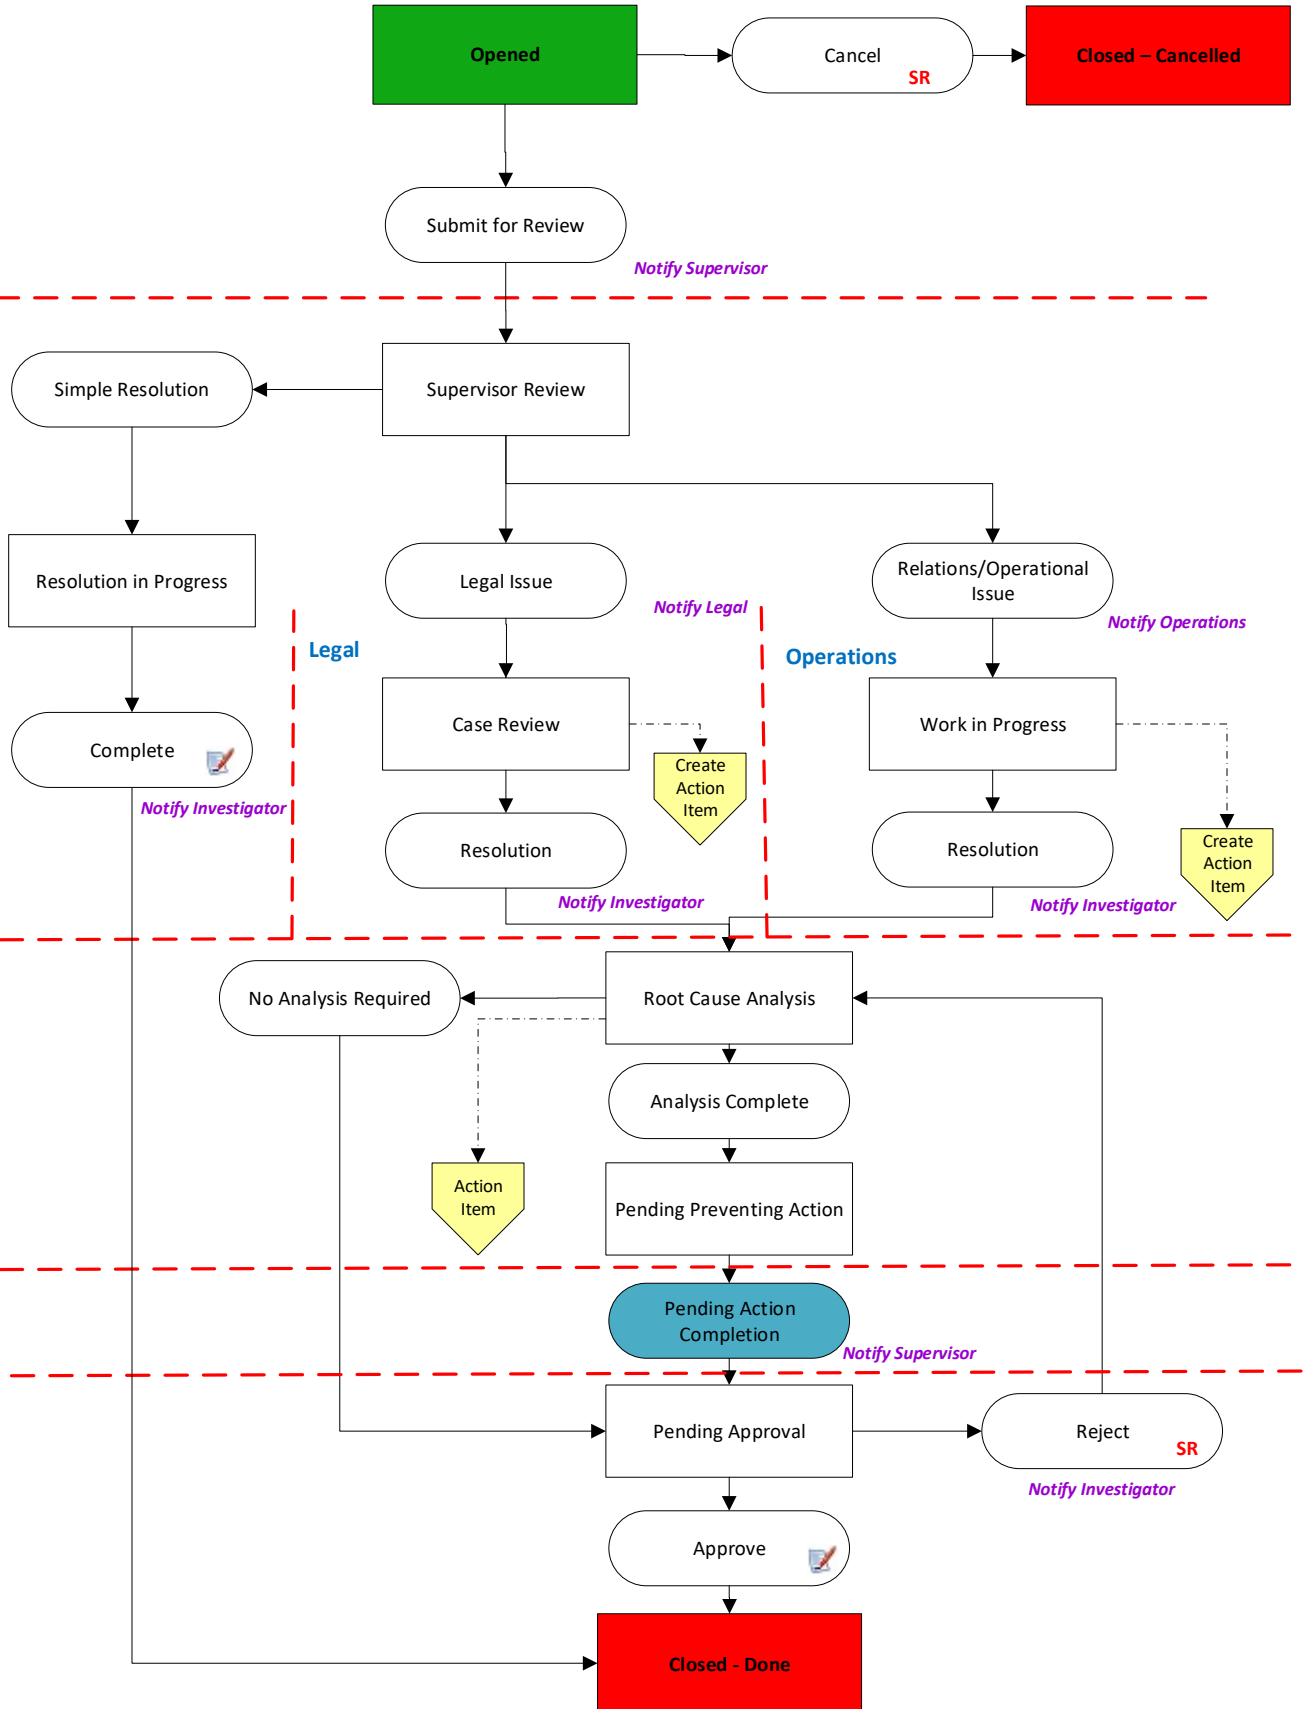 Opened
Cancel
SR
Closed – Cancelled
Submit for Review
Notify Supervisor
Simple Resolution
Supervisor Review
Resolution in Progress
Legal Issue
Notify Legal
Relations/Operational
Issue
Notify Operations
Legal
Operations
Complete
Notify Investigator
Case Review
Create
Action
Item
Work in Progress
Create
Action
Item
Resolution
Notify Investigator
Resolution
Notify Investigator
No Analysis Required
Root Cause Analysis
Analysis Complete
Action
Item
Pending Preventing Action
Pending Action
Completion
Notify Supervisor
Pending Approval
Reject
SR
Notify Investigator
Approve
Closed - Done